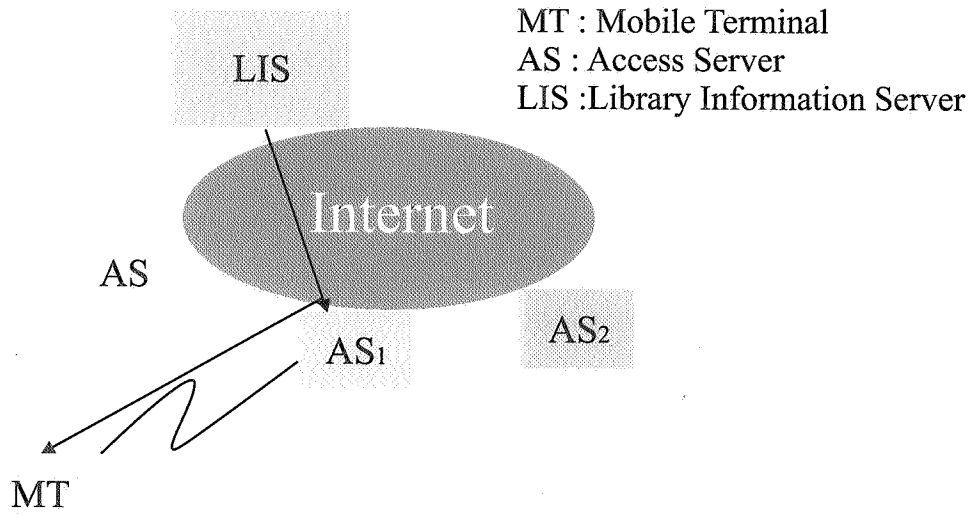 MT : Mobile Terminal
AS : Access Server
LIS :Library Information Server
LIS
Internet
AS
AS1
AS2
MT